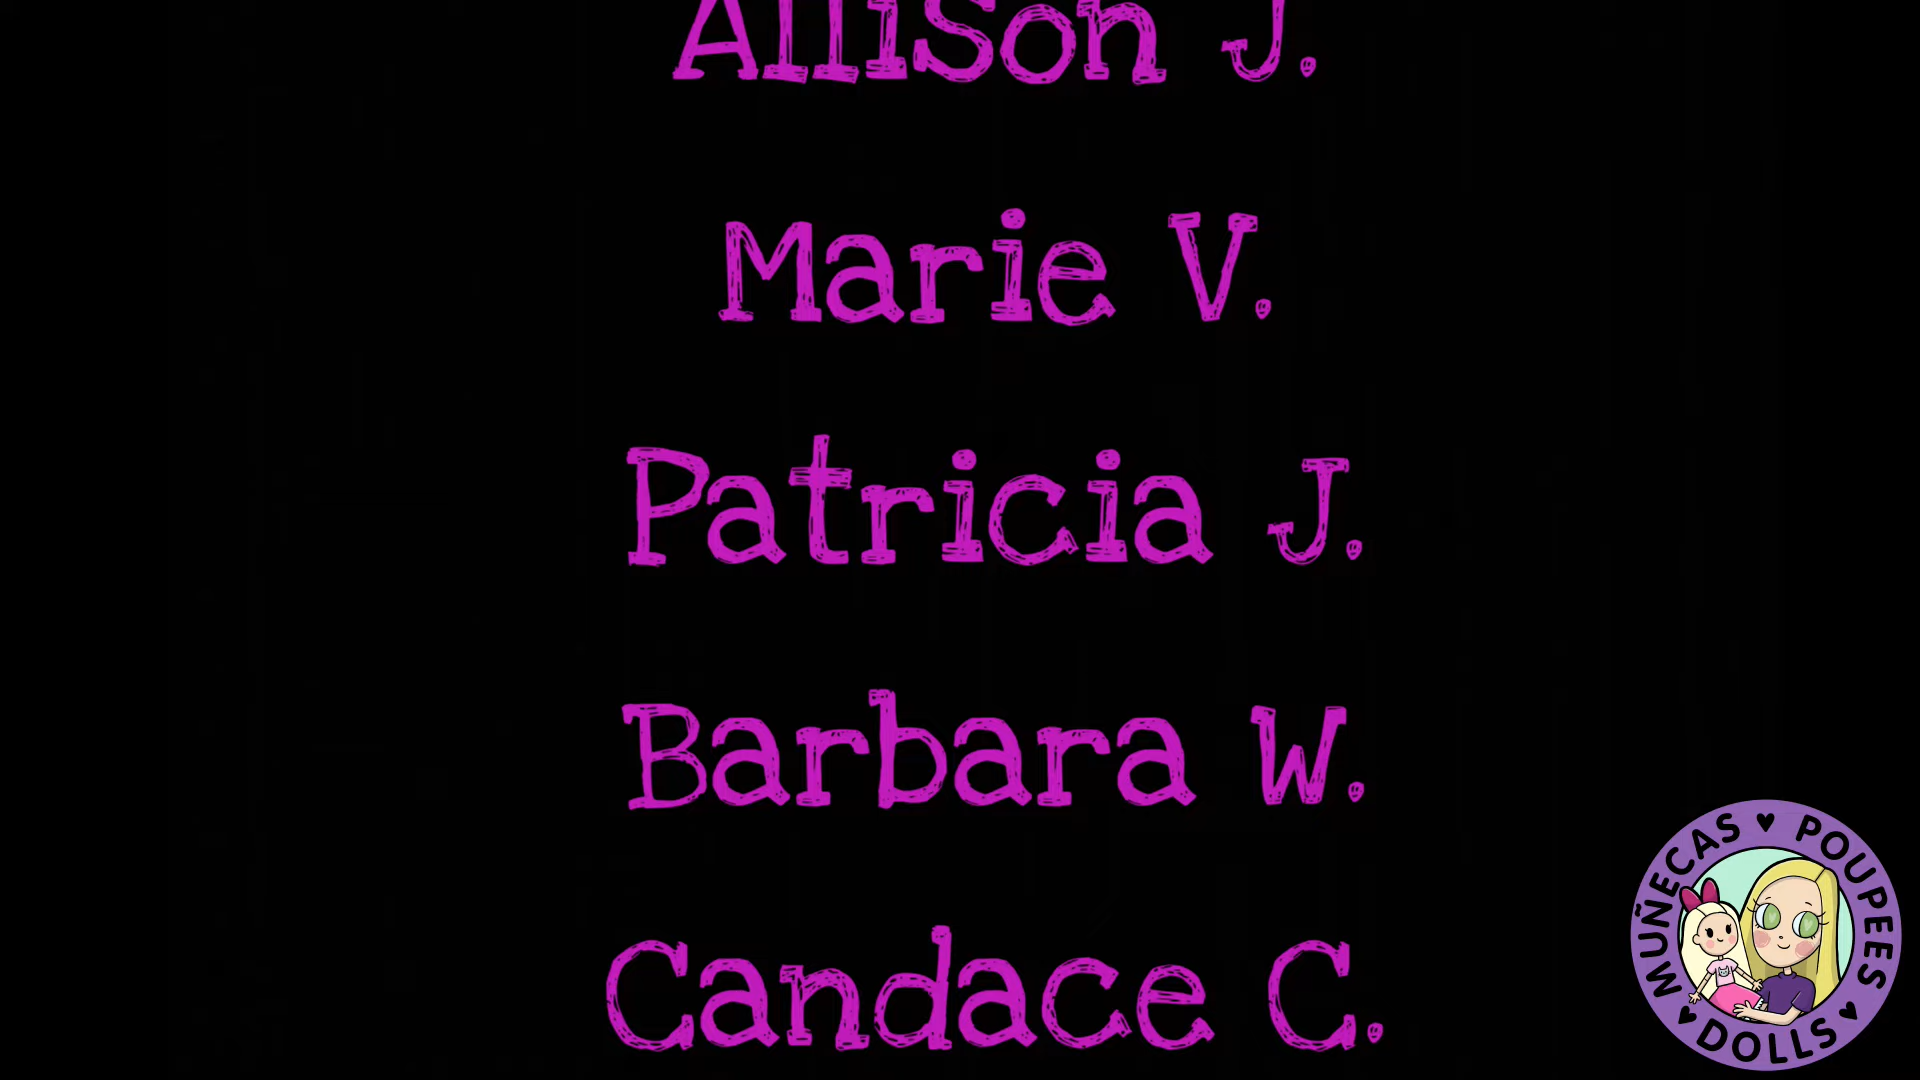 Allison J.
Marie V.
Patricia J.
Barbara W.
Candace C.
MUÑECAS ♥ POUPEES ♥ DOLLS ♥